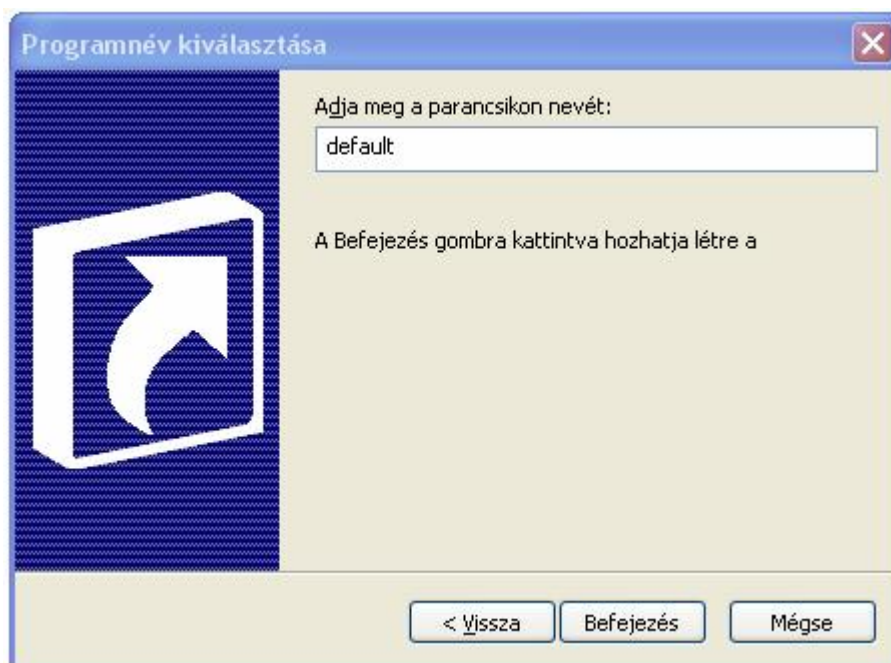 Programnév kiválasztása
Adja meg a parancsikon nevét:
default
A Befejezés gombra kattintva hozhatja létre a
< Vissza
Befejezés
Mégse